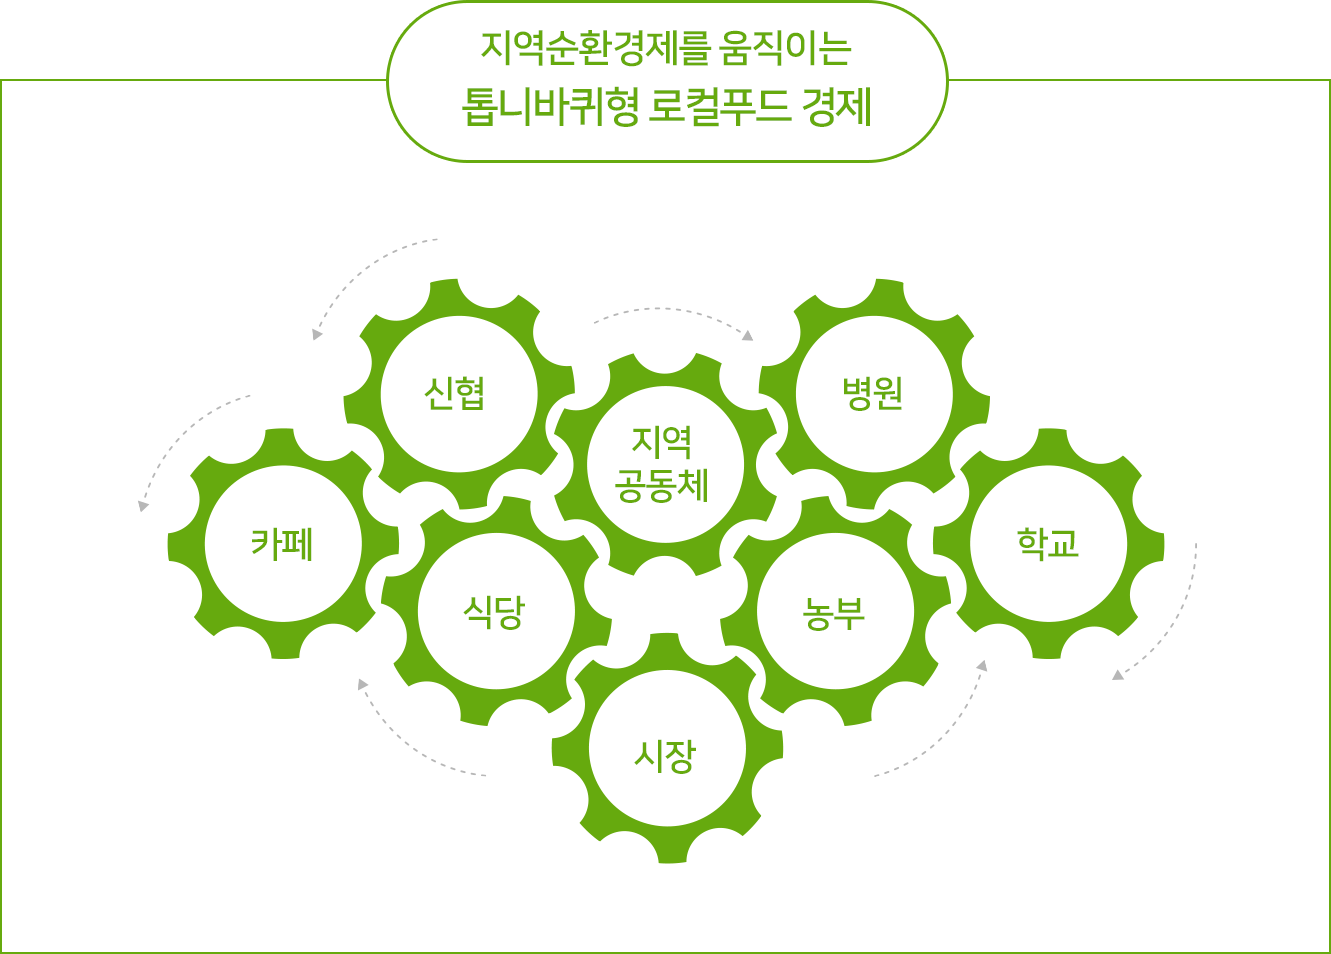 지역순환경제를 움직이는
톱니바퀴형 로컬푸드 경제
신협
병원
지역
공동체
카페
학교
식당
농부
시장